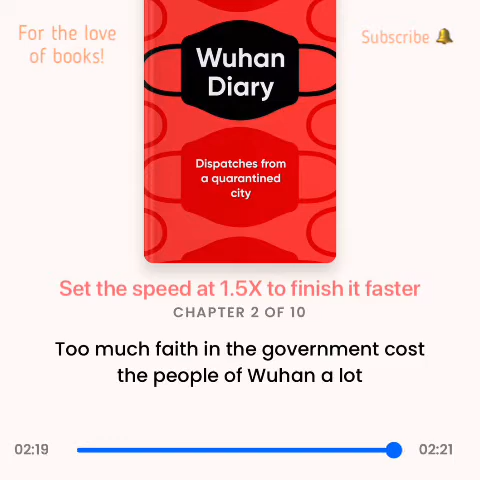 For the love
of books!
Subscribe 🔔
Wuhan
Diary
Dispatches from
a quarantined
city
Set the speed at 1.5X to finish it faster
CHAPTER 2 OF 10
Too much faith in the government cost
the people of Wuhan a lot
02:19
02:21